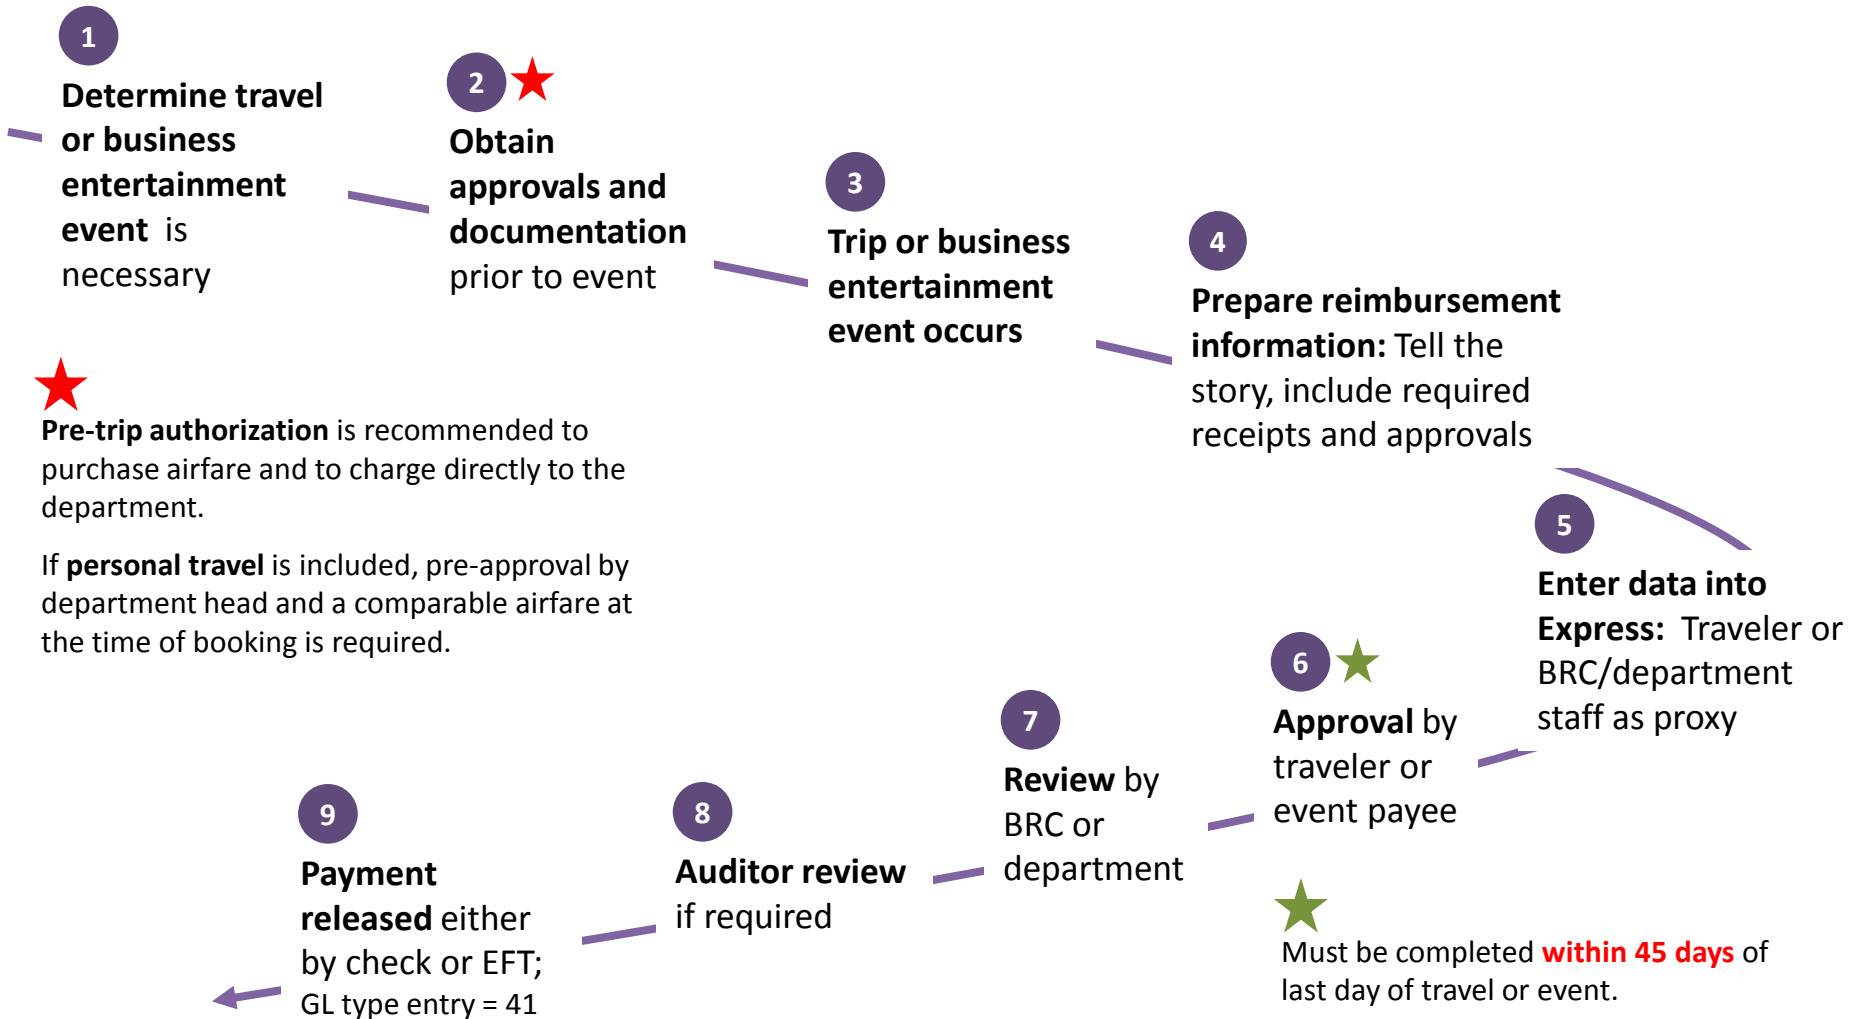 1
Determine travel
or business
entertainment
event is
necessary
2
Obtain
approvals and
documentation
prior to event
3
Trip or business
entertainment
event occurs
4
Prepare reimbursement
information: Tell the
story, include required
receipts and approvals
Pre-trip authorization is recommended to
purchase airfare and to charge directly to the
department.
If personal travel is included, pre-approval by
department head and a comparable airfare at
the time of booking is required.
5
Enter data into
Express: Traveler or
BRC/department
staff as proxy
6
Approval by
traveler or
event payee
7
Review by
BRC or
department
8
Auditor review
if required
9
Payment
released either
by check or EFT;
GL type entry = 41
Must be completed within 45 days of
last day of travel or event.